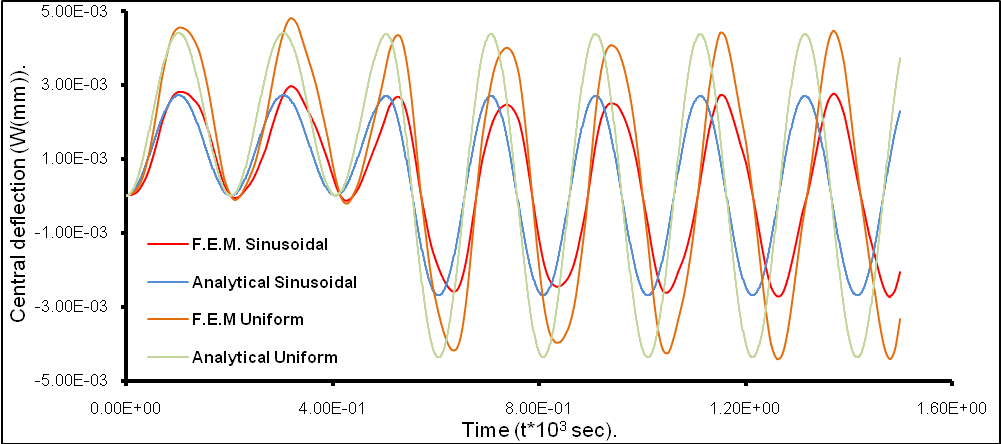 5.00E-03
3.00E-03
1.00E-03
-1.00E-03
-3.00E-03
-5.00E-03
Central deflection (W(mm)).
F.E.M. Sinusoidal
Analytical Sinusoidal
F.E.M Uniform
Analytical Uniform
0.00E+00 4.00E-01 8.00E-01 1.20E+00 1.60E+00
Time (t*10³ sec).